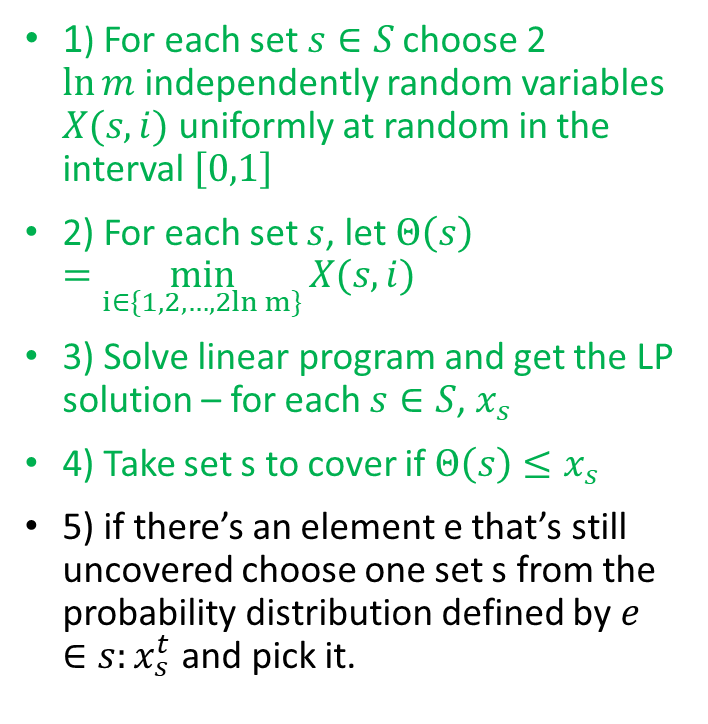 • 1) For each set s ∈ S choose 2
ln m independently random variables
X(s, i) uniformly at random in the
interval [0,1]
• 2) For each set s, let Θ(s)
= min X(s, i)
i∈{1,2,…,2ln m}
• 3) Solve linear program and get the LP
solution – for each s ∈ S, x_s
• 4) Take set s to cover if Θ(s) ≤ x_s
• 5) if there’s an element e that’s still
uncovered choose one set s from the
probability distribution defined by e
∈ s: x_s^t and pick it.